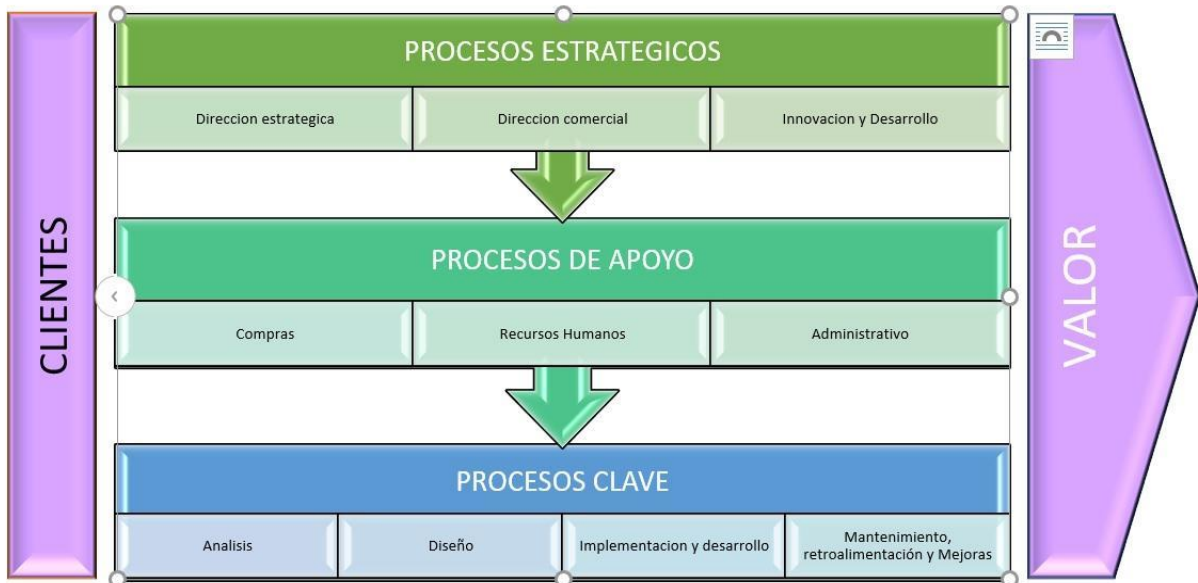 CLIENTES
PROCESOS ESTRATEGICOS
Direccion estrategica
Direccion comercial
Innovacion y Desarrollo
PROCESOS DE APOYO
Compras
Recursos Humanos
Administrativo
PROCESOS CLAVE
Analisis
Diseño
Implementacion y desarrollo
Mantenimiento,
retroalimentación y Mejoras
VALOR